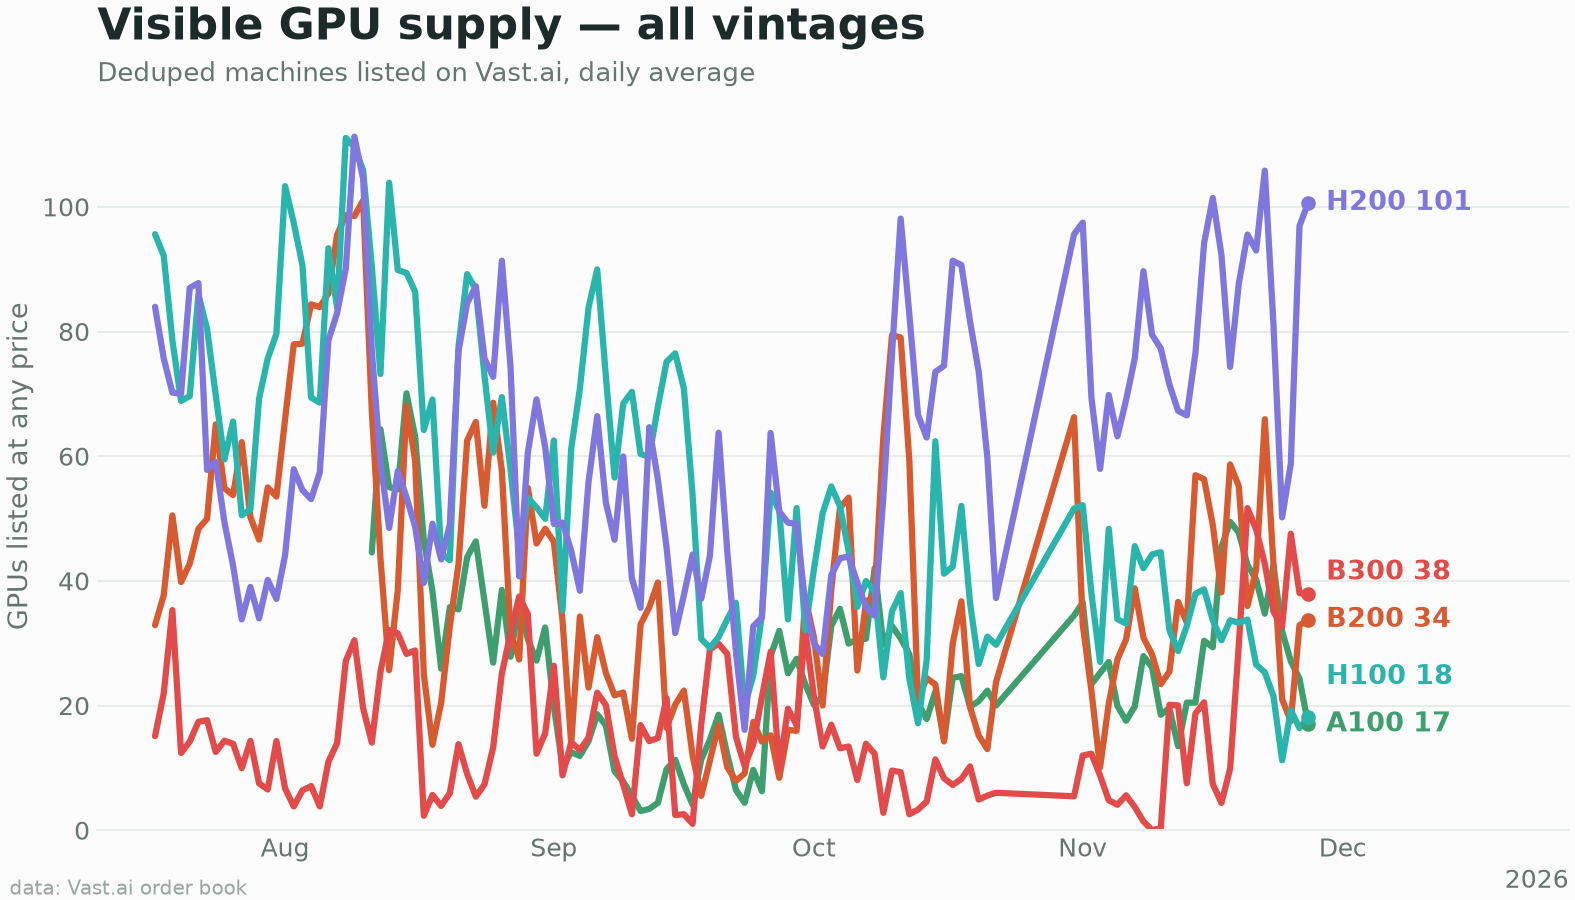 Visible GPU supply — all vintages
Deduped machines listed on Vast.ai, daily average
GPUs listed at any price
100
80
60
40
20
0
H200 101
B300 38
B200 34
H100 18
A100 17
Aug
Sep
Oct
Nov
Dec
2026
data: Vast.ai order book